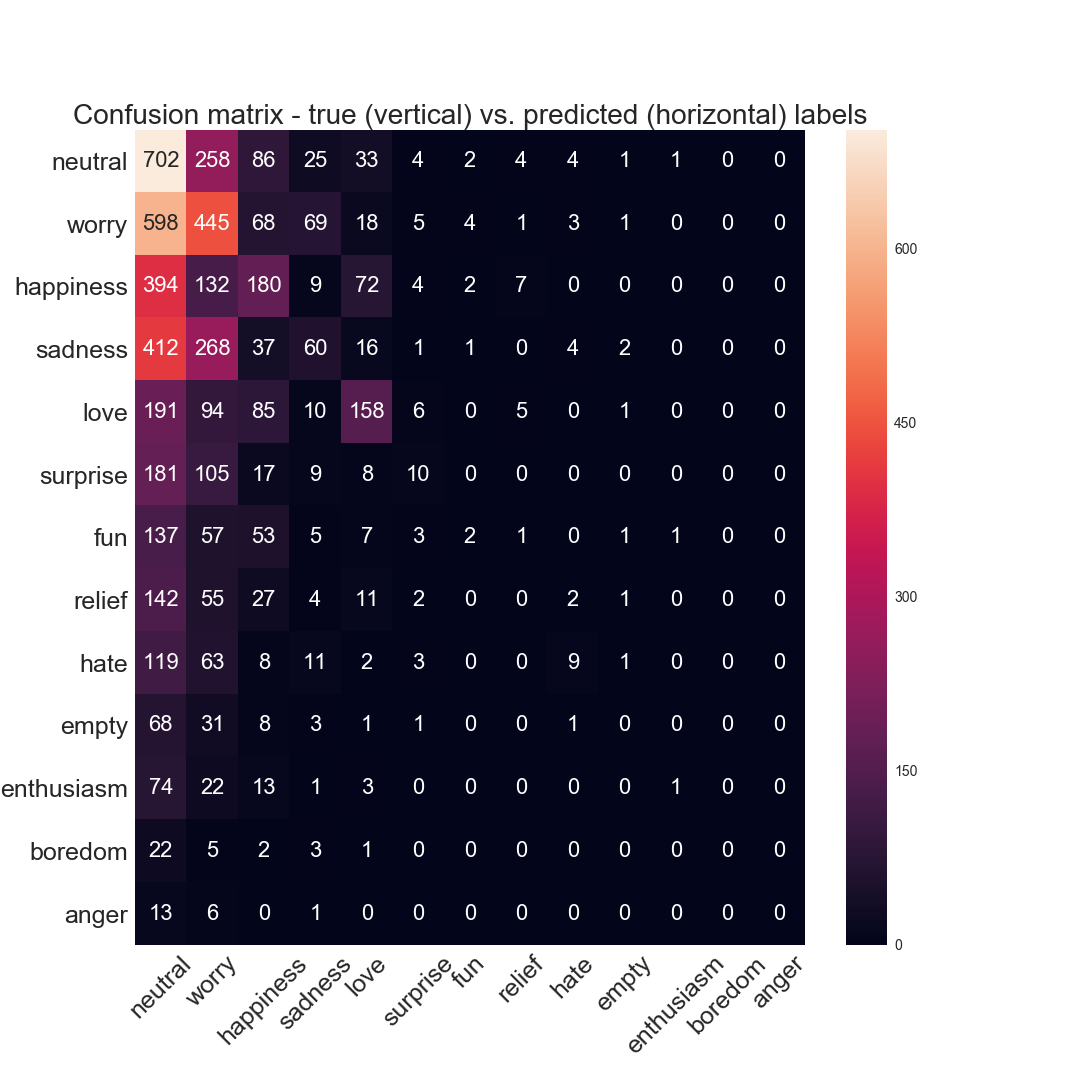 Confusion matrix - true (vertical) vs. predicted (horizontal) labels
neutral 702 258 86 25 33 4 2 4 4 1 1 0 0
worry 598 445 68 69 18 5 4 1 3 1 0 0 0
600
happiness 394 132 180 9 72 4 2 7 0 0 0 0 0
sadness 412 268 37 60 16 1 1 0 4 2 0 0 0
love 191 94 85 10 158 6 0 5 0 1 0 0 0
450
surprise 181 105 17 9 8 10 0 0 0 0 0 0 0
fun 137 57 53 5 7 3 2 1 0 1 1 0 0
relief 142 55 27 4 11 2 0 0 2 1 0 0 0
300
hate 119 63 8 11 2 3 0 0 9 1 0 0 0
empty 68 31 8 3 1 1 0 0 1 0 0 0 0
150
enthusiasm 74 22 13 1 3 0 0 0 0 0 1 0 0
boredom 22 5 2 3 1 0 0 0 0 0 0 0 0
anger 13 6 0 1 0 0 0 0 0 0 0 0 0
0
neutral worry happiness sadness love surprise fun relief hate empty enthusiasm boredom anger